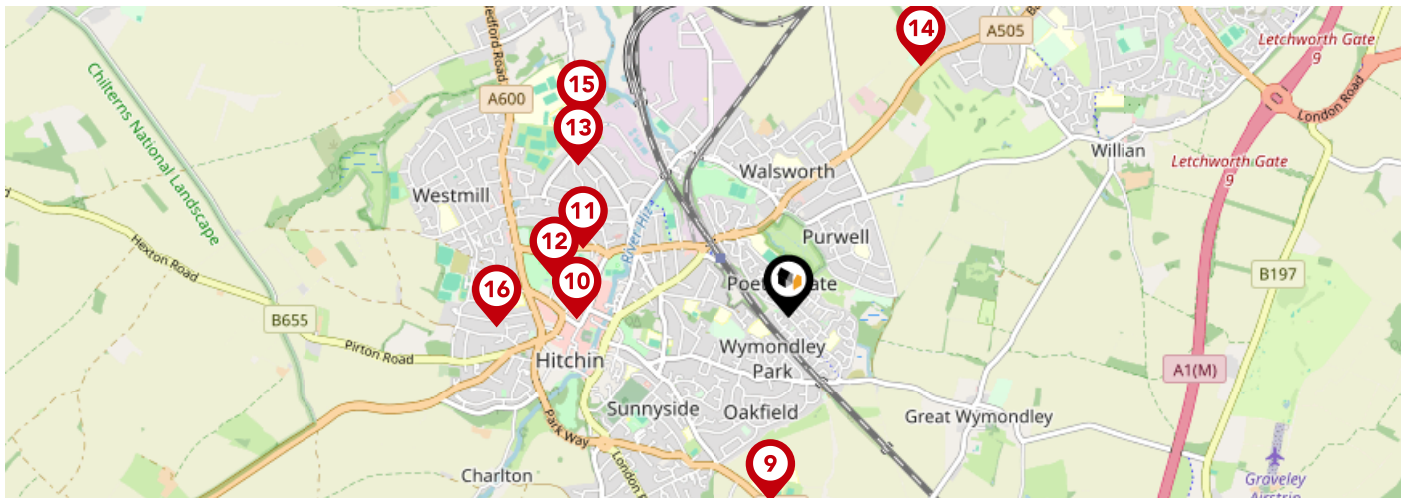 14
A505
Letchworth Gate
9
London Road
15
A600
13
Chilterns National Landscape
Willian
Walsworth
Letchworth Gate
9
Westmill
11
River Hiz
12
Purwell
Hexton Road
B197
10
16
B655
Pirton Road
Wymondley
Park
Hitchin
A1(M)
Sunnyside
Oakfield
Great Wymondley
Park Way
9
Charlton
London R
Graveley
Airstrip